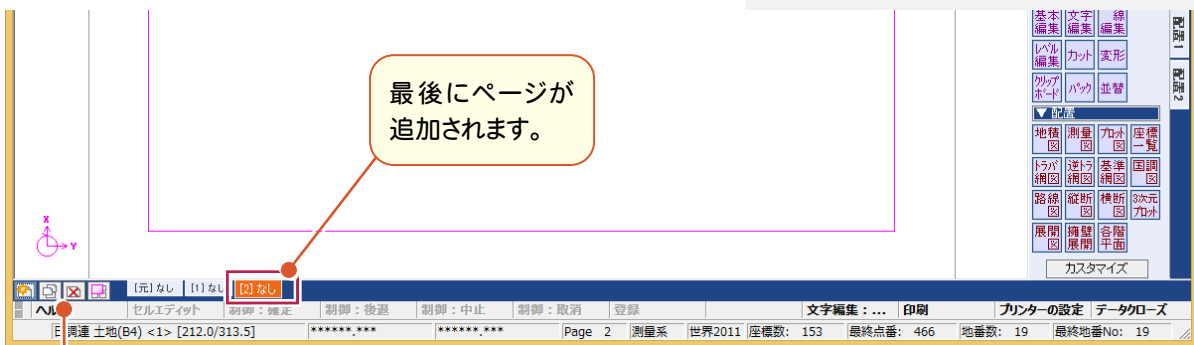 基本編集 文字編集 線編集
レベル編集 カット 変形
クリップボード パック 並替
▼ 配置
地積図 測量図 プロット図 座標一覧
トラバ網図 逆トラ網図 基準網図 国調図
路線図 縦断図 横断図 3次元プロット
展開図 擁壁展開 各階平面
カスタマイズ
配置1
配置2
最後にページが
追加されます。
X
Y
[元] なし [1] なし [2] なし
ヘル セルエディット 制御：確定 制御：後退 制御：中止 制御：取消 登録 文字編集：... 印刷 プリンターの設定 データクローズ
日調連 土地(B4) <1> [212.0/313.5] ******.*** ******.*** Page 2 測量系 世界2011 座標数: 153 最終点番: 466 地番数: 19 最終地番No: 19